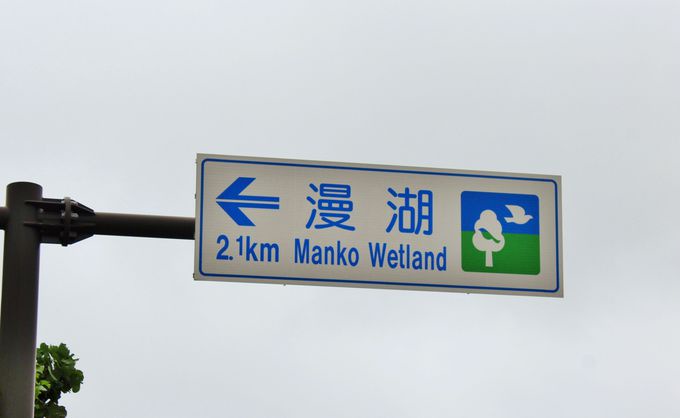 漫湖
2.1km Manko Wetland